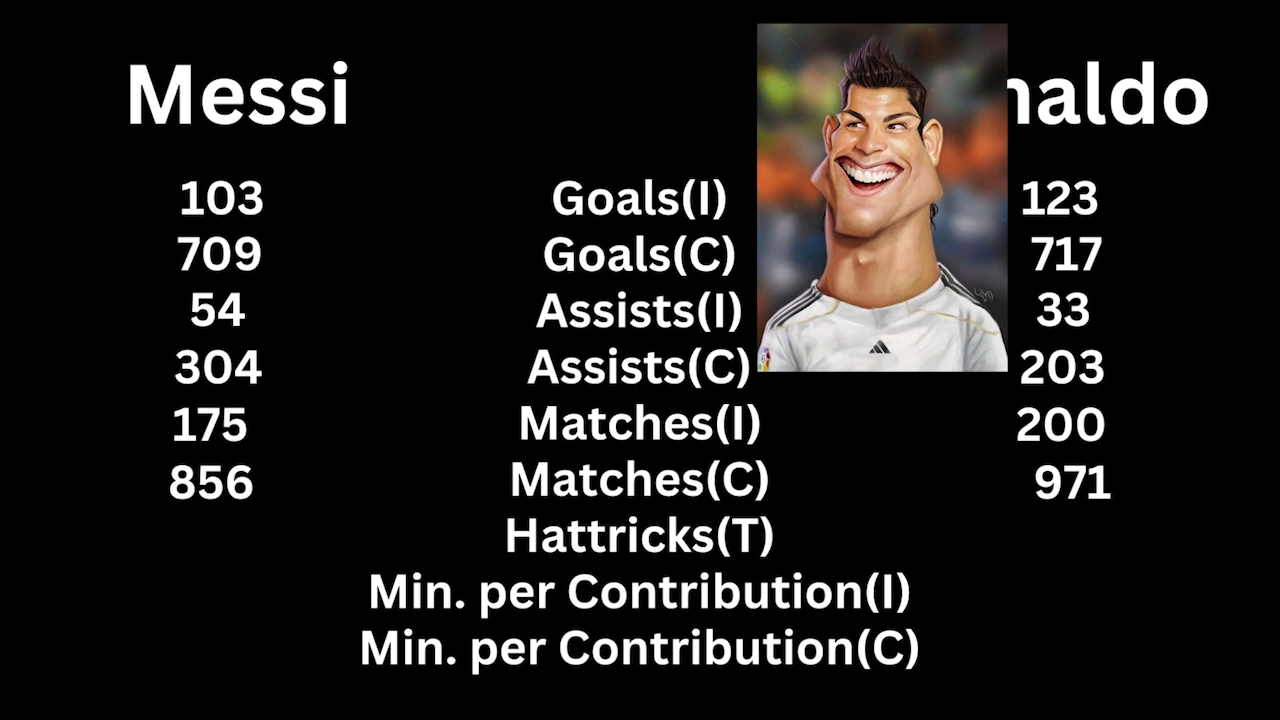 Messi naldo
103 Goals(I) 123
709 Goals(C) 717
54 Assists(I) 33
304 Assists(C) 203
175 Matches(I) 200
856 Matches(C) 971
Hattricks(T)
Min. per Contribution(I)
Min. per Contribution(C)